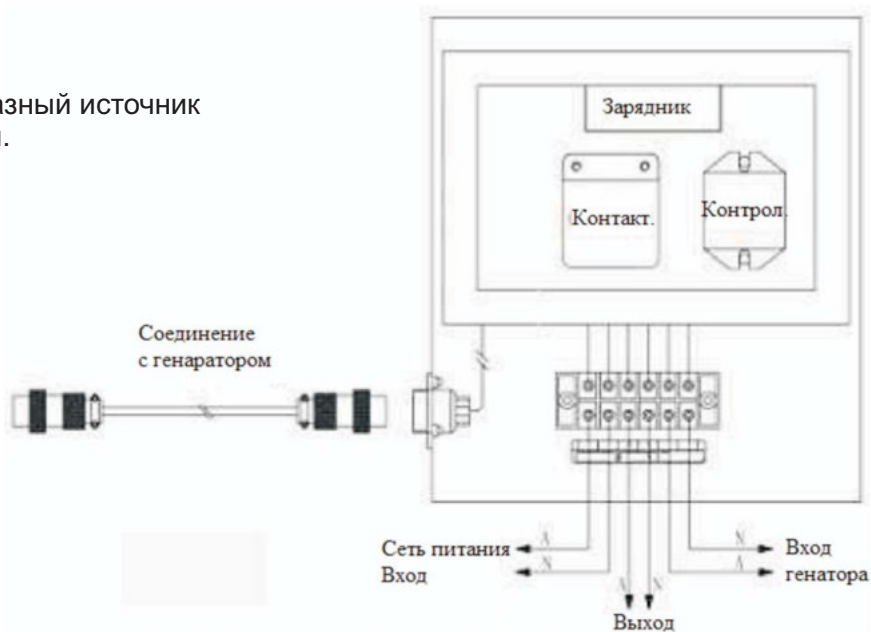 азный источник
.
Зарядник
Контакт.
Контрол.
Соединение
с генаратором
Сеть питания
Вход
A
N
A
N
N
A
Вход
генатора
Выход